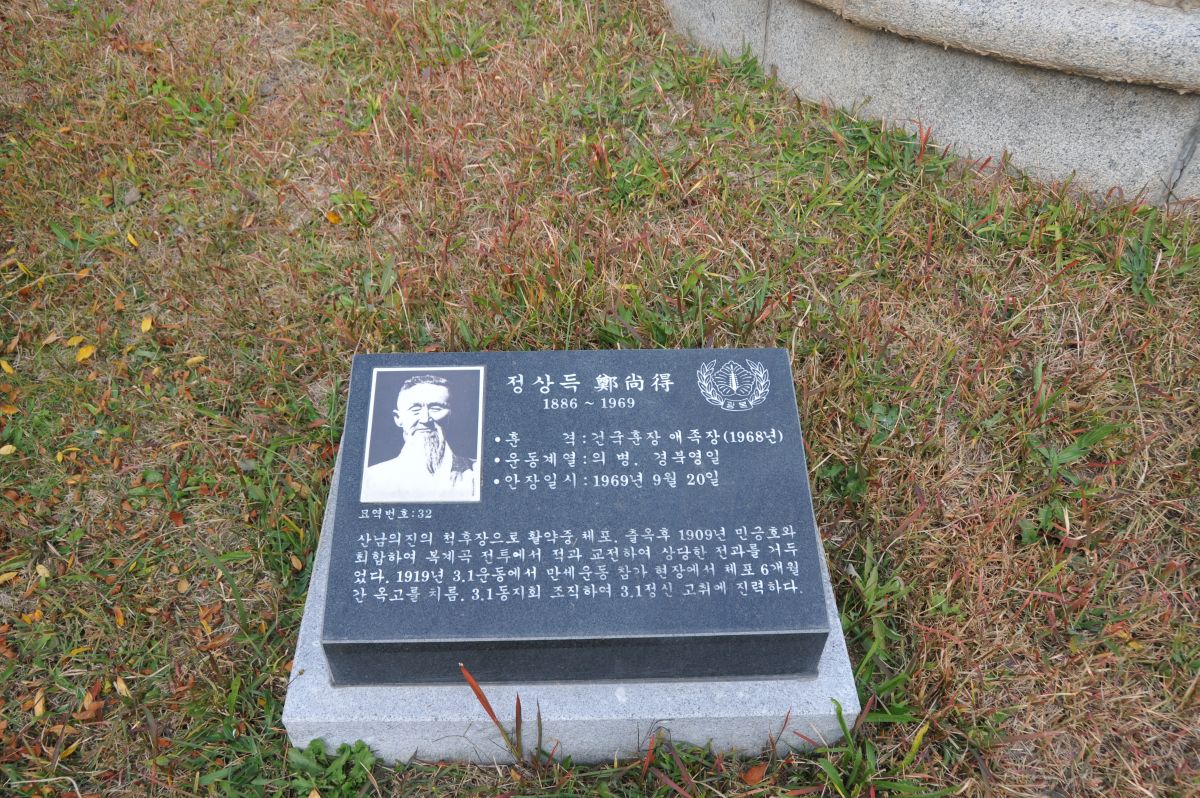 정상득 鄭尙得
1886 ~ 1969
•훈 격:건국훈장 애족장(1968년)
•운동계열:의병. 경북영일
•안장일시:1969년 9월 20일
묘역번호:32
산남의진의 척후장으로 활약중 체포. 출옥후 1909년 민긍호와
회합하여 복제곡 전투에서 적과 교전하여 상당한 전과를 거두
었다. 1919년 3.1운동에서 만세운동 참가 현장에서 체포 6개월
간 옥고를 치름. 3.1동지회 조직하여 3.1정신 고취에 진력하다.